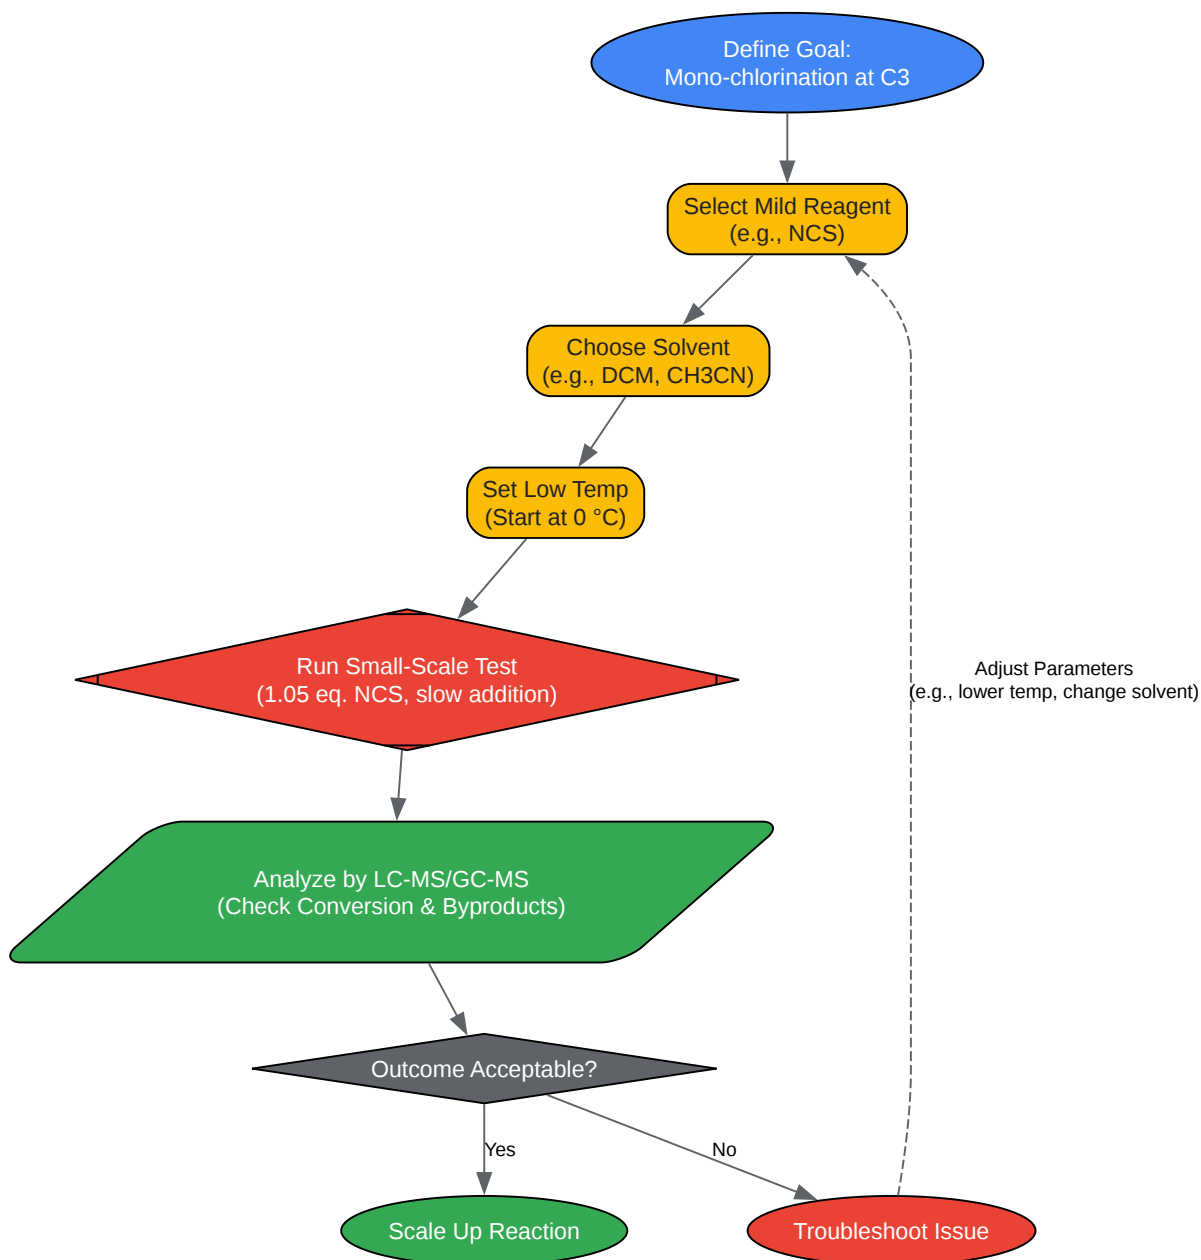 Define Goal:
Mono-chlorination at C3
Select Mild Reagent
(e.g., NCS)
Choose Solvent
(e.g., DCM, CH3CN)
Set Low Temp
(Start at 0 °C)
Run Small-Scale Test
(1.05 eq. NCS, slow addition)
Adjust Parameters
(e.g., lower temp, change solvent)
Analyze by LC-MS/GC-MS
(Check Conversion & Byproducts)
Outcome Acceptable?
Yes
No
Scale Up Reaction
Troubleshoot Issue